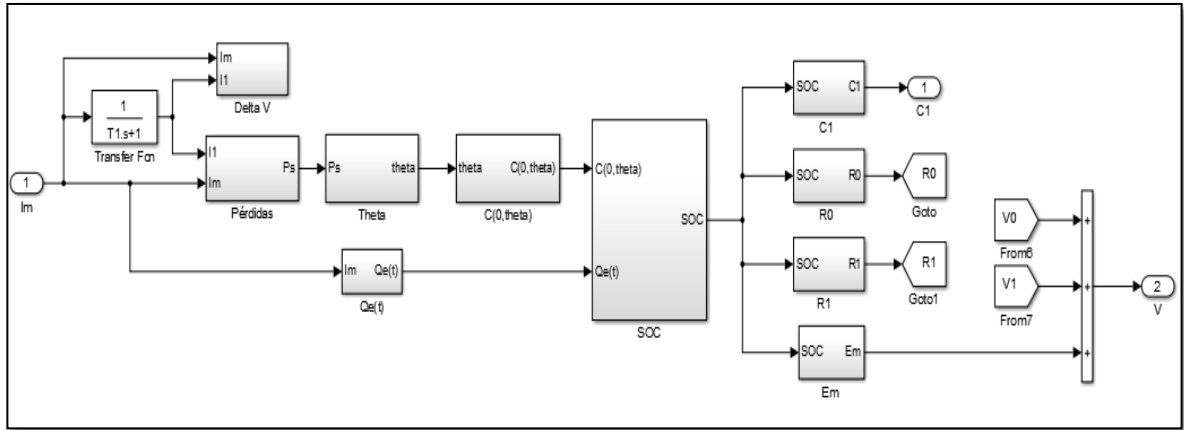 Im
I1
Delta V
1
T1.s+1
Transfer Fcn
1
Im
I1
Im
Ps
Pérdidas
Ps
theta
Theta
theta
C(0,theta)
C(0,theta)
Im
Qe(t)
Qe(t)
C(0,theta)
Qe(t)
SOC
SOC
SOC
C1
C1
1
C1
SOC
R0
R0
R0
Goto
SOC
R1
R1
R1
Goto1
SOC
Em
Em
V0
From6
V1
From7
+
+
+
2
V